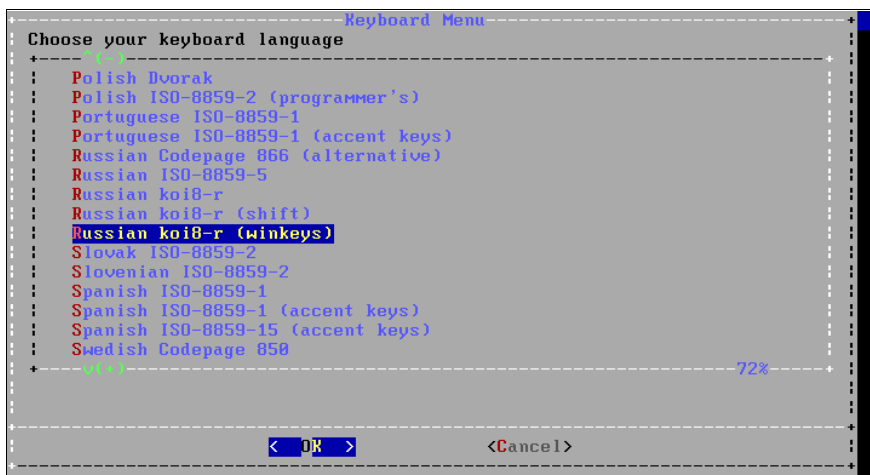 Keyboard Menu
Choose your keyboard language
^(-)
Polish Dvorak
Polish ISO-8859-2 (programmer's)
Portuguese ISO-8859-1
Portuguese ISO-8859-1 (accent keys)
Russian Codepage 866 (alternative)
Russian ISO-8859-5
Russian koi8-r
Russian koi8-r (shift)
Russian koi8-r (winkeys)
Slovak ISO-8859-2
Slovenian ISO-8859-2
Spanish ISO-8859-1
Spanish ISO-8859-1 (accent keys)
Spanish ISO-8859-15 (accent keys)
Swedish Codepage 850
v(+) 72%
< OK > <Cancel>